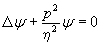 Δψ + p²/η² ψ = 0